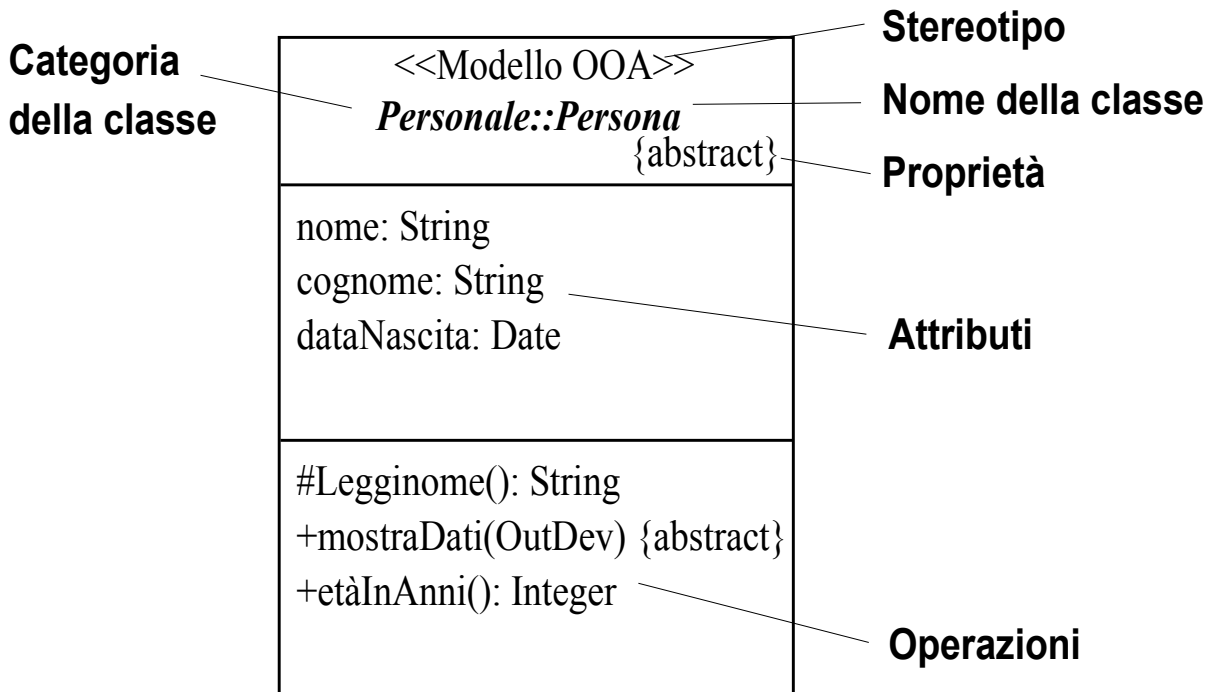 Categoria
della classe
<<Modello OOA>>
Personale::Persona
{abstract}
Stereotipo
Nome della classe
Proprietà
nome: String
cognome: String
dataNascita: Date
Attributi
#Legginome(): String
+mostraDati(OutDev) {abstract}
+etàInAnni(): Integer
Operazioni